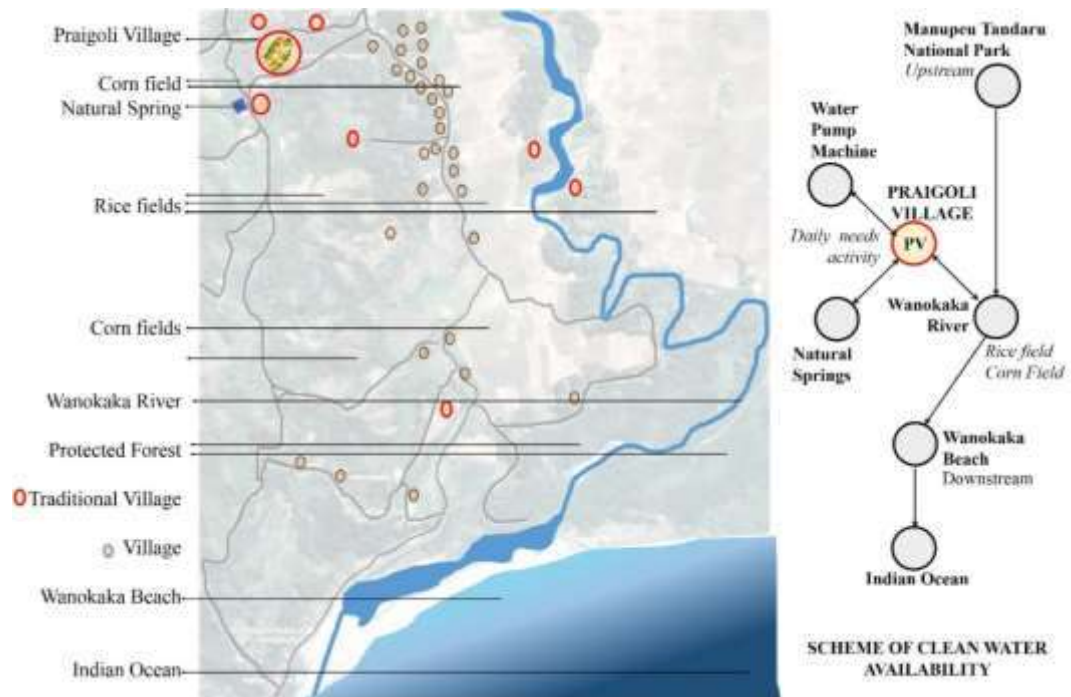 Praigoli Village
Corn field
Natural Spring
Rice fields
Corn fields
Wanokaka River
Protected Forest
Traditional Village
Village
Wanokaka Beach
Indian Ocean
Manupeu Tandaru
National Park
Upstream
Water
Pump
Machine
PRAIGOLI
VILLAGE
PV
Daily needs
activity
Wanokaka
River
Natural
Springs
Rice field
Corn Field
Wanokaka
Beach
Downstream
Indian Ocean
SCHEME OF CLEAN WATER
AVAILABILITY